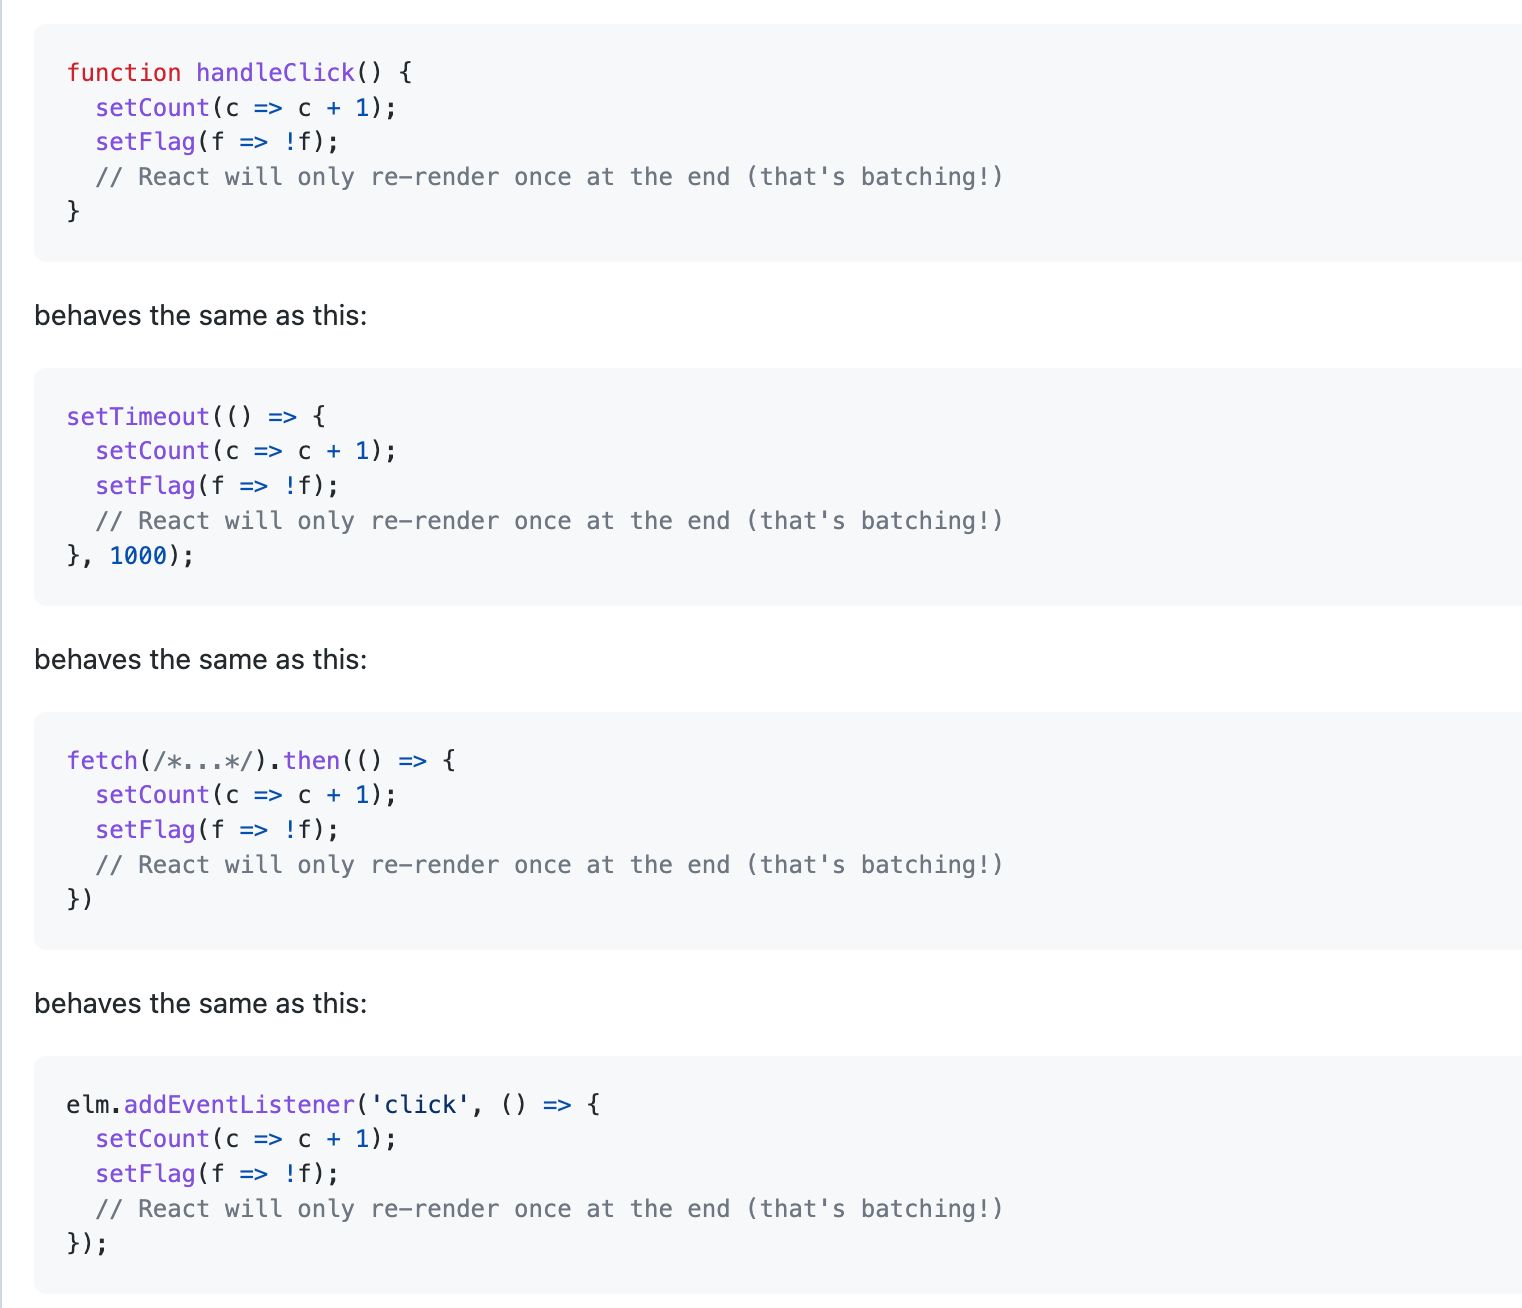 function handleClick() {
  setCount(c => c + 1);
  setFlag(f => !f);
  // React will only re-render once at the end (that's batching!)
}
behaves the same as this:
setTimeout(() => {
  setCount(c => c + 1);
  setFlag(f => !f);
  // React will only re-render once at the end (that's batching!)
}, 1000);
behaves the same as this:
fetch(/*...*/).then(() => {
  setCount(c => c + 1);
  setFlag(f => !f);
  // React will only re-render once at the end (that's batching!)
})
behaves the same as this:
elm.addEventListener('click', () => {
  setCount(c => c + 1);
  setFlag(f => !f);
  // React will only re-render once at the end (that's batching!)
});